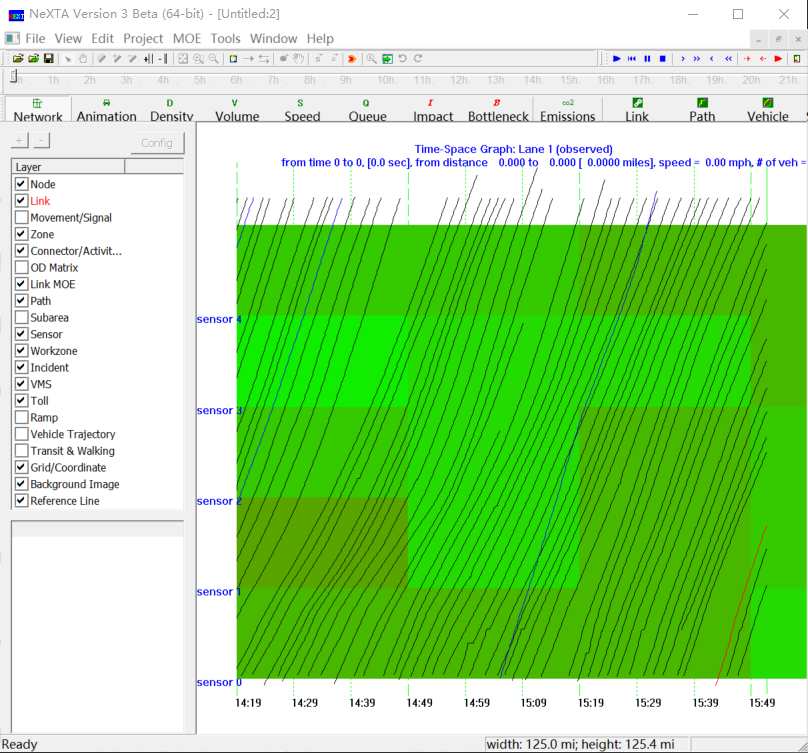 NeXTA Version 3 Beta (64-bit) - [Untitled:2]
File View Edit Project MOE Tools Window Help
1h. 2h. 3h. 4h. 5h. 6h. 7h. 8h. 9h. 10h. 11h. 12h. 13h. 14h. 15h. 16h. 17h. 18h. 19h. 20h. 21h.
Network Animation Density Volume Speed Queue Impact Bottleneck Emissions Link Path Vehicle
+ - Config
Layer
Node
Link
Movement/Signal
Zone
Connector/Activit...
OD Matrix
Link MOE
Path
Subarea
Sensor
Workzone
Incident
VMS
Toll
Ramp
Vehicle Trajectory
Transit & Walking
Grid/Coordinate
Background Image
Reference Line
Time-Space Graph: Lane 1 (observed)
from time 0 to 0, [0.0 sec], from distance 0.000 to 0.000 [ 0.0000 miles], speed = 0.00 mph, # of veh =
sensor 4
sensor 3
sensor 2
sensor 1
sensor 0
14:19 14:29 14:39 14:49 14:59 15:09 15:19 15:29 15:39 15:49
Ready
width: 125.0 mi; height: 125.4 mi